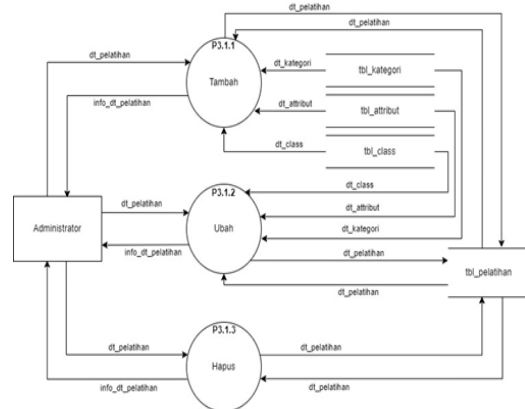 dt_pelatihan
dt_pelatihan
P3.1.1
dt_pelatihan
dt_kategori
tbl_kategori
Tambah
info_dt_pelatihan
dt_attribut
tbl_attribut
dt_class
tbl_class
dt_class
P3.1.2
dt_pelatihan
dt_attribut
Administrator
Ubah
dt_kategori
info_dt_pelatihan
dt_pelatihan
tbl_pelatihan
dt_pelatihan
P3.1.3
dt_pelatihan
dt_pelatihan
Hapus
info_dt_pelatihan
dt_pelatihan